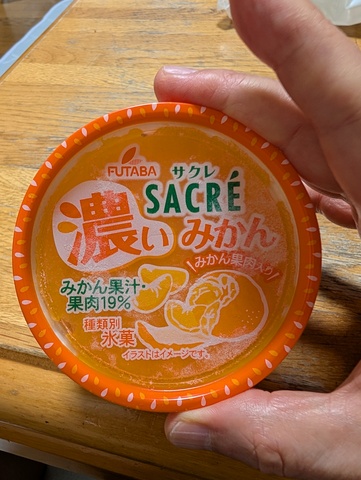 FUTABA
サクレ
SACRÉ
濃い みかん
みかん果肉入り
みかん果汁・
果肉19%
種類別
氷菓
イラストはイメージです。